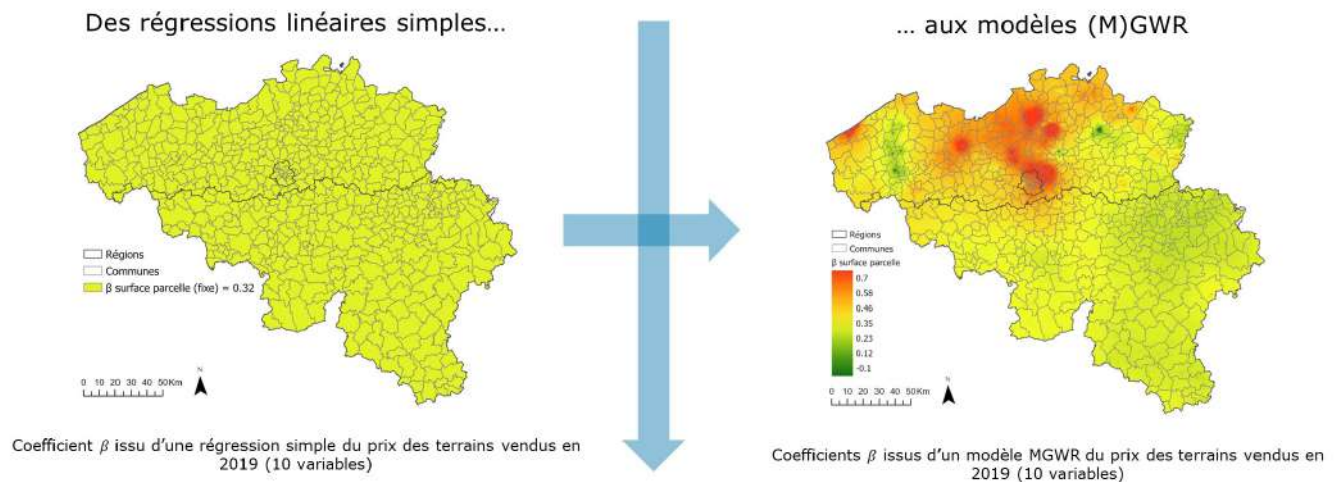 Des régressions linéaires simples...
Régions
Communes
β surface parcelle (fixe) = 0.32
0 10 20 30 40 50Km
N
Coefficient β issu d'une régression simple du prix des terrains vendus en
2019 (10 variables)
... aux modèles (M)GWR
Régions
Communes
β surface parcelle
0.7
0.58
0.46
0.35
0.23
0.12
-0.1
0 10 20 30 40 50Km
N
Coefficients β issus d'un modèle MGWR du prix des terrains vendus en
2019 (10 variables)